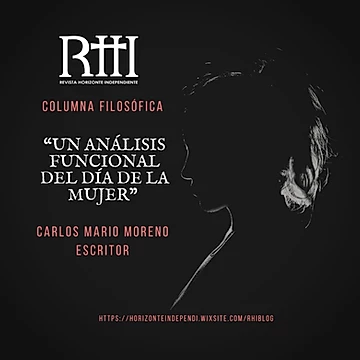 RHI
REVISTA HORIZONTE INDEPENDIENTE
COLUMNA FILOSÓFICA
“UN ANÁLISIS
FUNCIONAL
DEL DÍA DE LA
MUJER”
CARLOS MARIO MORENO
ESCRITOR
HTTPS://HORIZONTEINDEPENDI.WIXSITE.COM/RHIBLOG